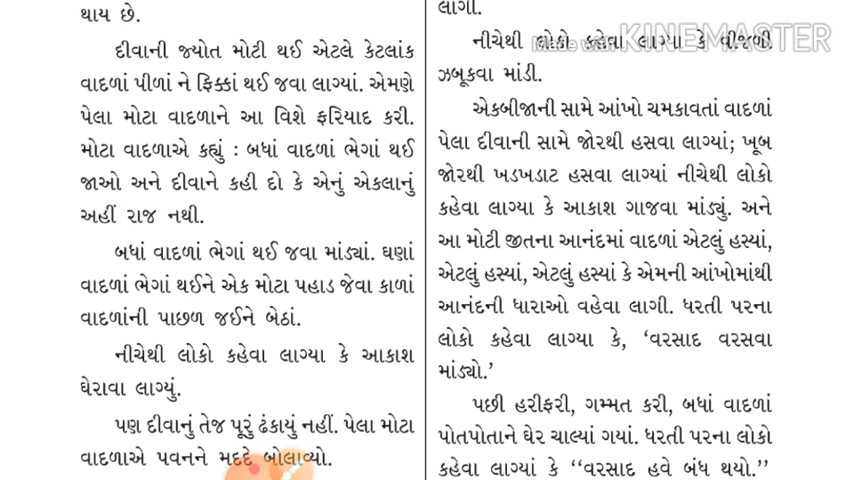 થાય છે.
દીવાની જ્યોત મોટી થઈ એટલે કેટલાંક
વાદળાં પીળાં ને ફિક્કાં થઈ જવા લાગ્યાં. એમણે
પેલા મોટા વાદળાને આ વિશે ફરિયાદ કરી.
મોટા વાદળાએ કહ્યું : બધાં વાદળાં ભેગાં થઈ
જાઓ અને દીવાને કહી દો કે એનું એકલાનું
અહીં રાજ નથી.
બધાં વાદળાં ભેગાં થઈ જવા માંડ્યાં. ઘણાં
વાદળાં ભેગાં થઈને એક મોટા પહાડ જેવા કાળાં
વાદળાંની પાછળ જઈને બેઠાં.
નીચેથી લોકો કહેવા લાગ્યા કે આકાશ
ઘેરાવા લાગ્યું.
પણ દીવાનું તેજ પૂરું ઢંકાયું નહીં. પેલા મોટા
વાદળાએ પવનને મદદે બોલાવ્યો.
લાગી.
નીચેથી લોકો કહેવા લાગ્યા કે વીજળી
ઝબૂકવા માંડી.
એકબીજાની સામે આંખો ચમકાવતાં વાદળાં
પેલા દીવાની સામે જોરથી હસવા લાગ્યાં; ખૂબ
જોરથી ખડખડાટ હસવા લાગ્યાં નીચેથી લોકો
કહેવા લાગ્યા કે આકાશ ગાજવા માંડ્યું. અને
આ મોટી જીતના આનંદમાં વાદળાં એટલું હસ્યાં,
એટલું હસ્યાં, એટલું હસ્યાં કે એમની આંખોમાંથી
આનંદની ધારાઓ વહેવા લાગી. ધરતી પરના
લોકો કહેવા લાગ્યા કે, ‘વરસાદ વરસવા
માંડ્યો.’
પછી હરીફરી, ગમ્મત કરી, બધાં વાદળાં
પોતપોતાને ઘેર ચાલ્યાં ગયાં. ધરતી પરના લોકો
કહેવા લાગ્યાં કે ‘‘વરસાદ હવે બંધ થયો.”
Made with KINEMASTER